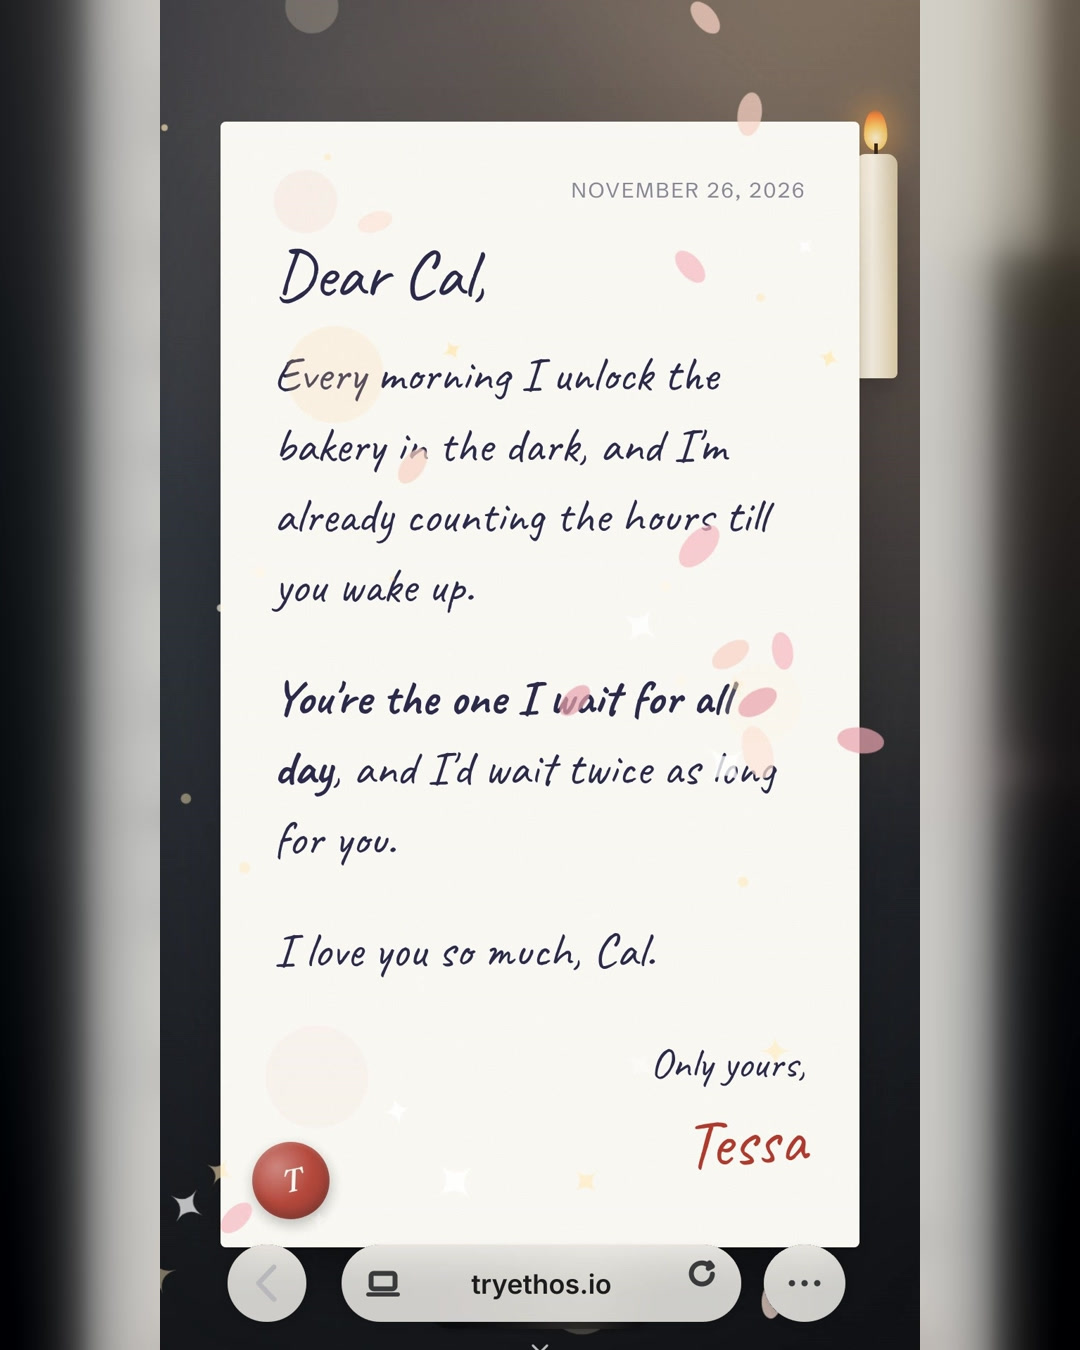 NOVEMBER 26, 2026
Dear Cal,
Every morning I unlock the
bakery in the dark, and I'm
already counting the hours till
you wake up.
You're the one I wait for all
day, and I'd wait twice as long
for you.
I love you so much, Cal.
Only yours,
Tessa
T
tryethos.io